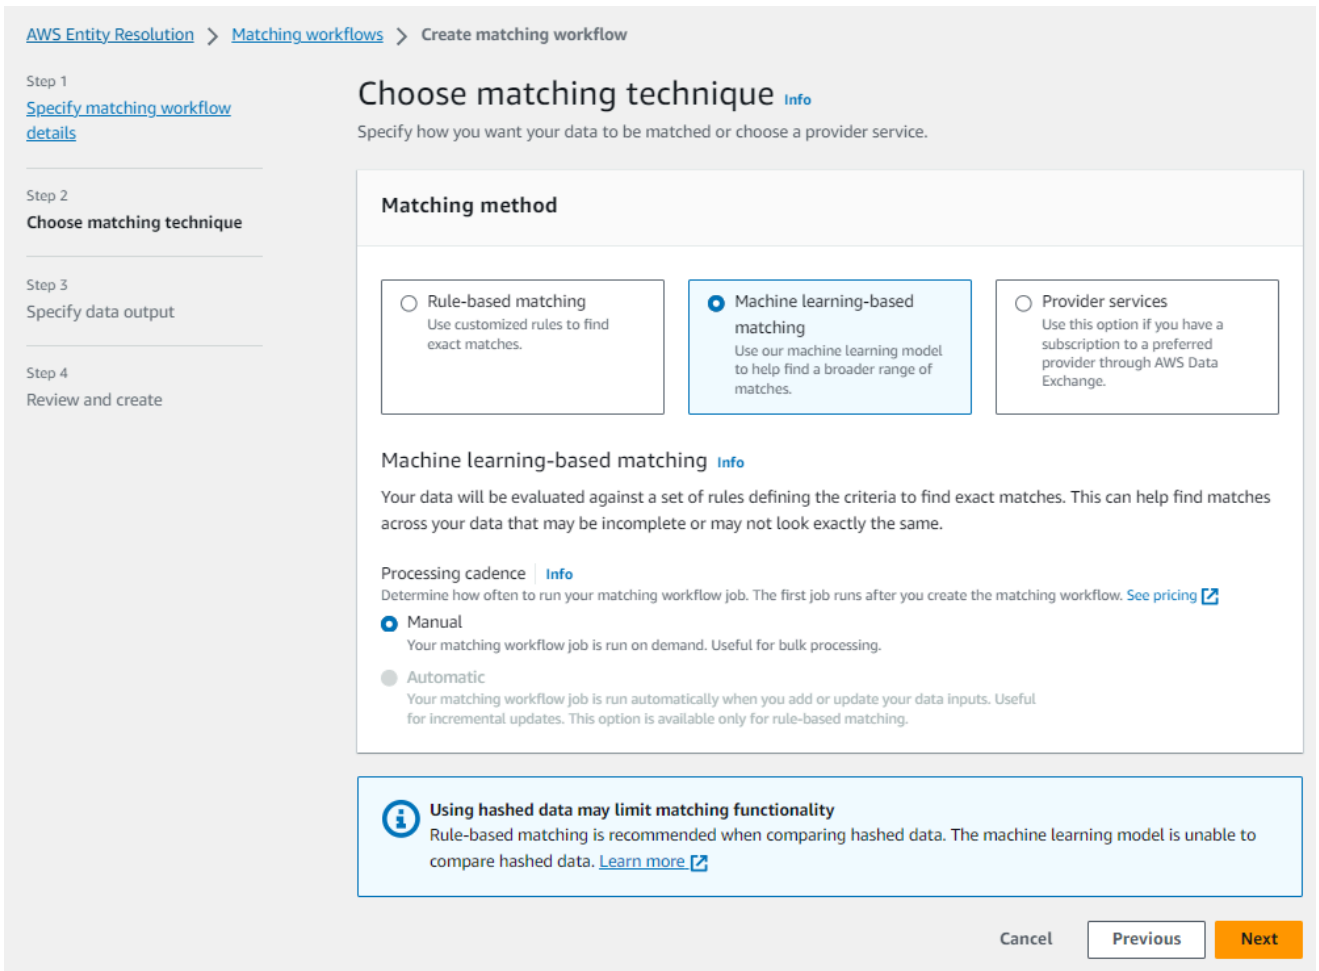 AWS Entity Resolution > Matching workflows > Create matching workflow
Step 1
Specify matching workflow
details
Step 2
Choose matching technique
Step 3
Specify data output
Step 4
Review and create
Choose matching technique Info
Specify how you want your data to be matched or choose a provider service.
Matching method
Rule-based matching
Use customized rules to find
exact matches.
Machine learning-based
matching
Use our machine learning model
to help find a broader range of
matches.
Provider services
Use this option if you have a
subscription to a preferred
provider through AWS Data
Exchange.
Machine learning-based matching Info
Your data will be evaluated against a set of rules defining the criteria to find exact matches. This can help find matches
across your data that may be incomplete or may not look exactly the same.
Processing cadence Info
Determine how often to run your matching workflow job. The first job runs after you create the matching workflow. See pricing
Manual
Your matching workflow job is run on demand. Useful for bulk processing.
Automatic
Your matching workflow job is run automatically when you add or update your data inputs. Useful
for incremental updates. This option is available only for rule-based matching.
Using hashed data may limit matching functionality
Rule-based matching is recommended when comparing hashed data. The machine learning model is unable to
compare hashed data. Learn more
Cancel Previous Next